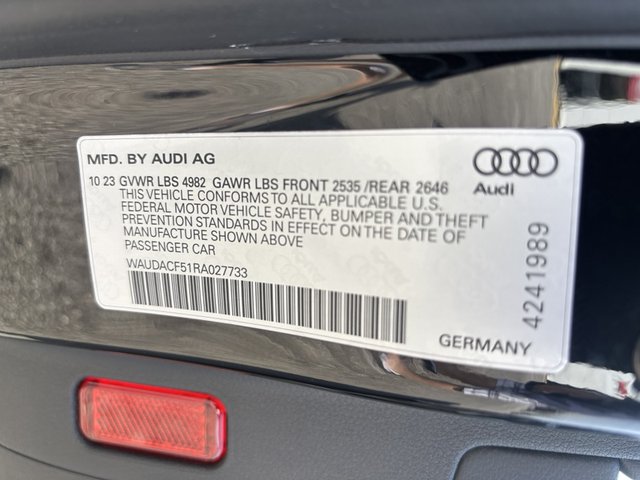 MFD. BY AUDI AG
10 23 GVWR LBS 4982 GAWR LBS FRONT 2535 /REAR 2646
THIS VEHICLE CONFORMS TO ALL APPLICABLE U.S.
FEDERAL MOTOR VEHICLE SAFETY, BUMPER AND THEFT
PREVENTION STANDARDS IN EFFECT ON THE DATE OF
MANUFACTURE SHOWN ABOVE
PASSENGER CAR
WAUDACF51RA027733
Audi
4241989
GERMANY